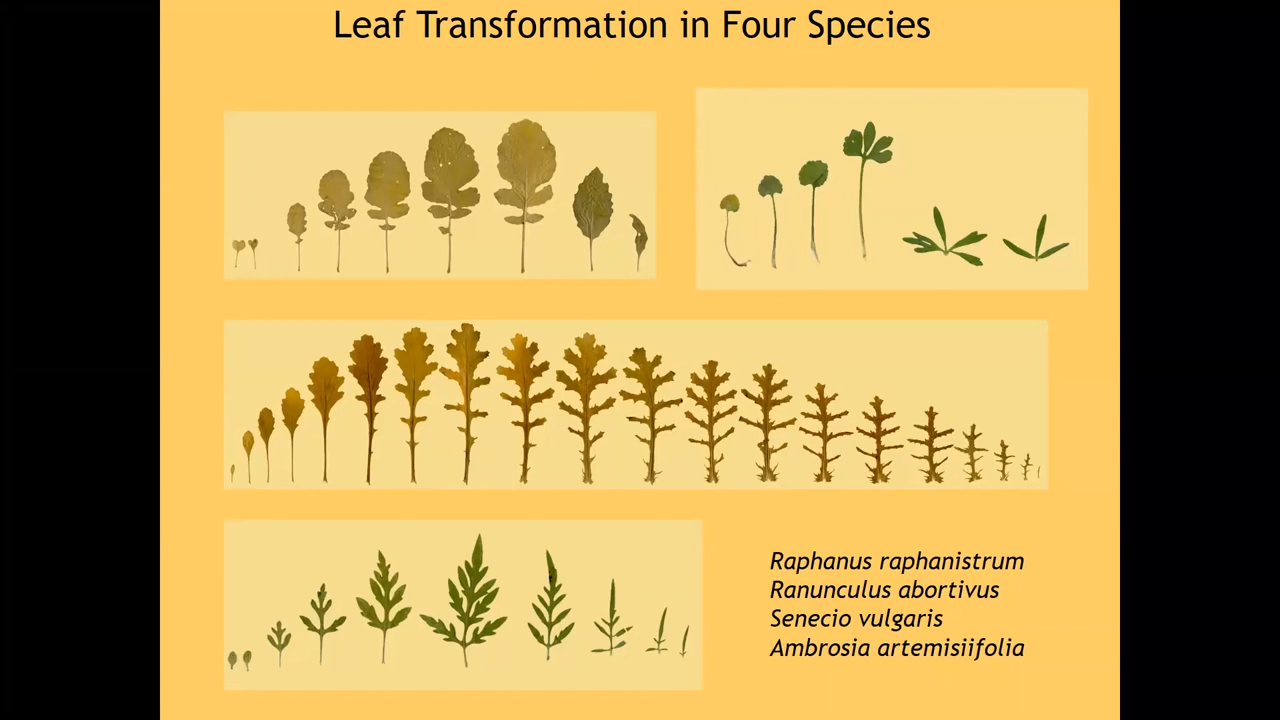 Leaf Transformation in Four Species
Raphanus raphanistrum
Ranunculus abortivus
Senecio vulgaris
Ambrosia artemisiifolia